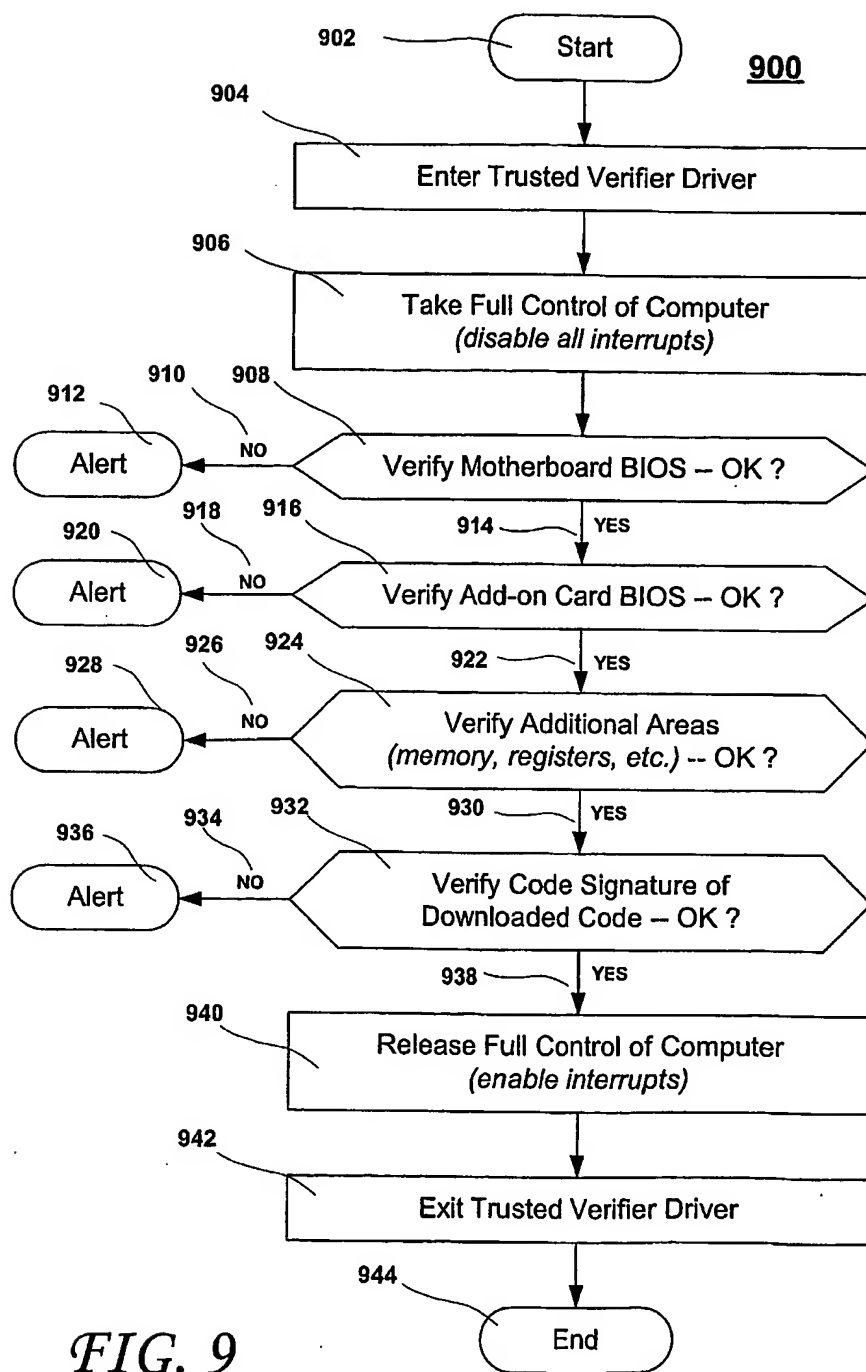 902
Start
900
904
Enter Trusted Verifier Driver
906
Take Full Control of Computer
(disable all interrupts)
910
908
912
Alert
NO
Verify Motherboard BIOS -- OK ?
914
YES
918
916
920
Alert
NO
Verify Add-on Card BIOS -- OK ?
922
YES
926
924
928
Alert
NO
Verify Additional Areas
(memory, registers, etc.) -- OK ?
930
YES
934
932
936
Alert
NO
Verify Code Signature of
Downloaded Code -- OK ?
938
YES
940
Release Full Control of Computer
(enable interrupts)
942
Exit Trusted Verifier Driver
944
End
FIG. 9